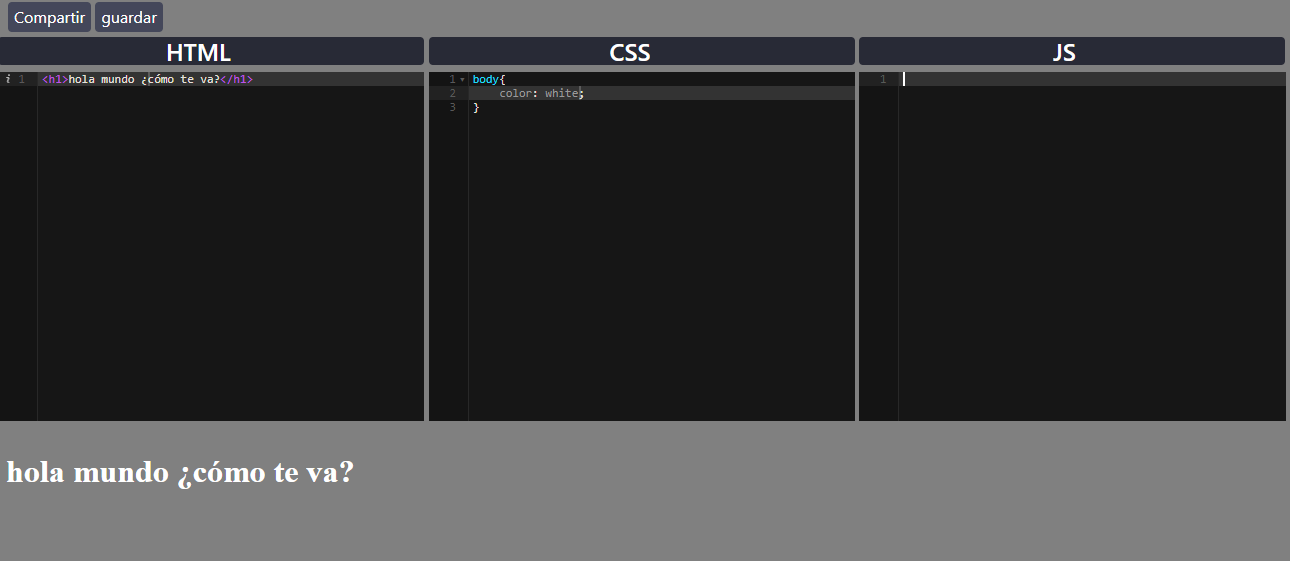 Compartir guardar
HTML CSS JS
i 1 <h1>hola mundo ¿cómo te va?</h1>
1 body{
2 color: white;
3 }
1
hola mundo ¿cómo te va?